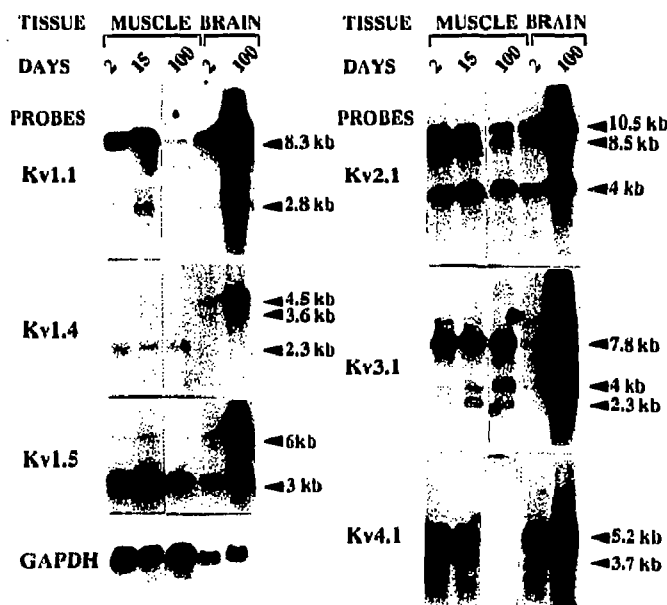 TISSUE MUSCLE BRAIN
DAYS 2 15 100 2 100
PROBES
Kv1.1
8.3 kb
2.8 kb
Kv1.4
4.5 kb
3.6 kb
2.3 kb
Kv1.5
6kb
3 kb
GAPDH
TISSUE MUSCLE BRAIN
DAYS 2 15 100 2 100
PROBES
Kv2.1
10.5 kb
8.5 kb
4 kb
Kv3.1
7.8 kb
4 kb
2.3 kb
Kv4.1
5.2 kb
3.7 kb